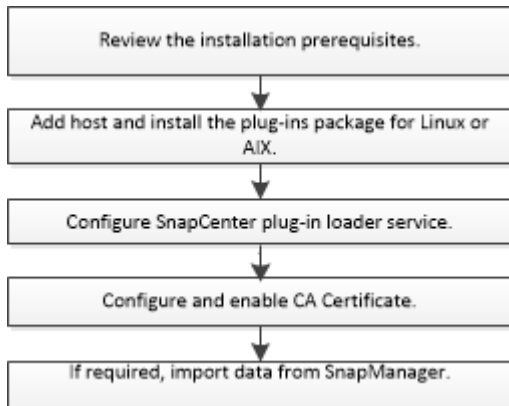 Review the installation prerequisites.
Add host and install the plug-ins package for Linux or
AIX.
Configure SnapCenter plug-in loader service.
Configure and enable CA Certificate.
If required, import data from SnapManager.